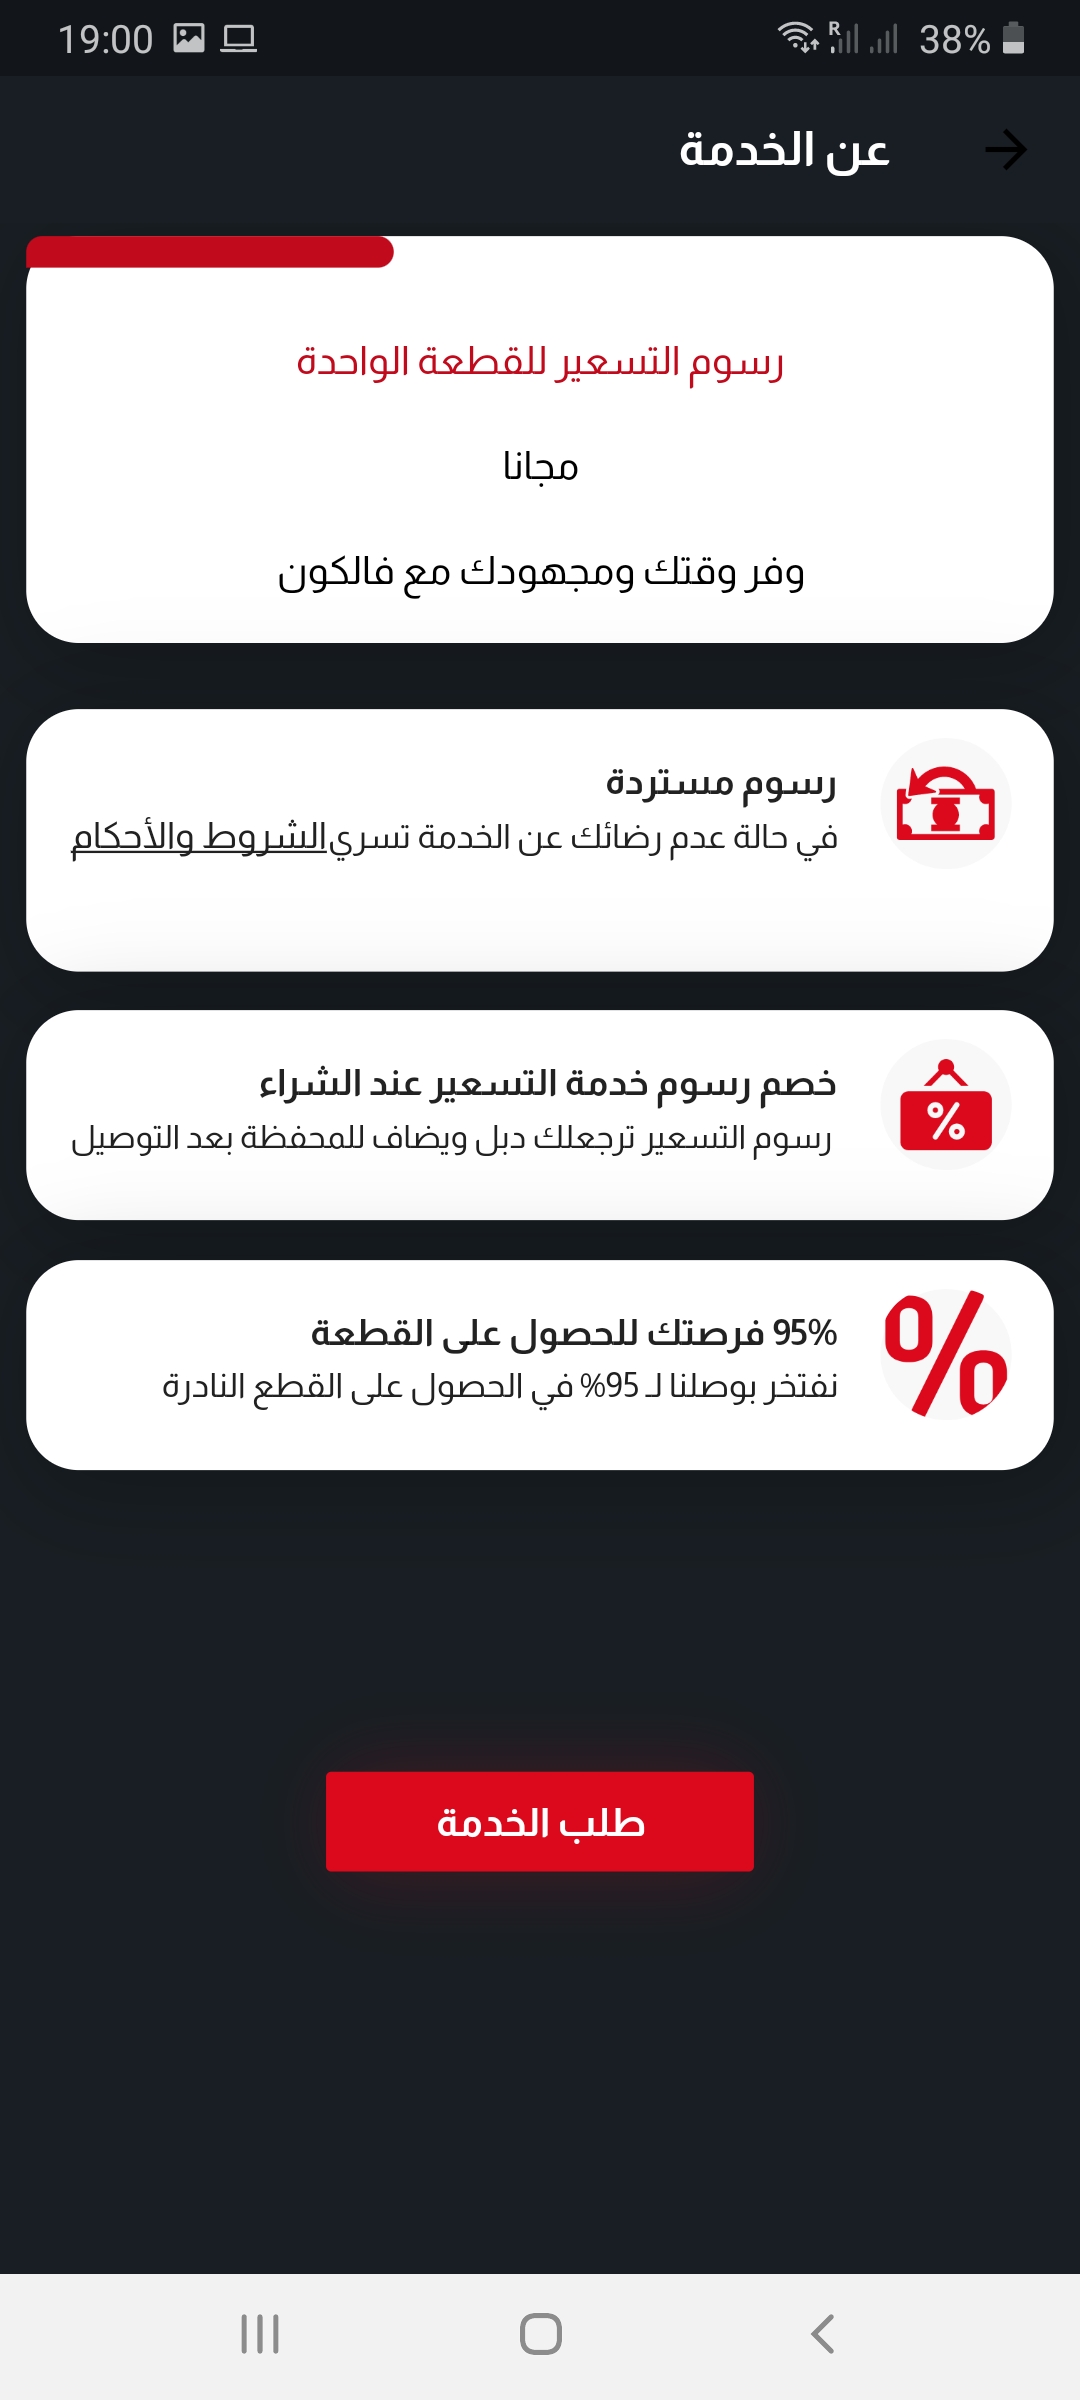 19:00
R
38%
عن الخدمة
رسوم التسعير للقطعة الواحدة
مجانا
وفر وقتك ومجهودك مع فالكون
رسوم مستردة
في حالة عدم رضائك عن الخدمة تسري الشروط والأحكام
خصم رسوم خدمة التسعير عند الشراء
رسوم التسعير ترجعلك دبل ويضاف للمحفظة بعد التوصيل
95% فرصتك للحصول على القطعة
نفتخر بوصلنا لـ 95% في الحصول على القطع النادرة
طلب الخدمة